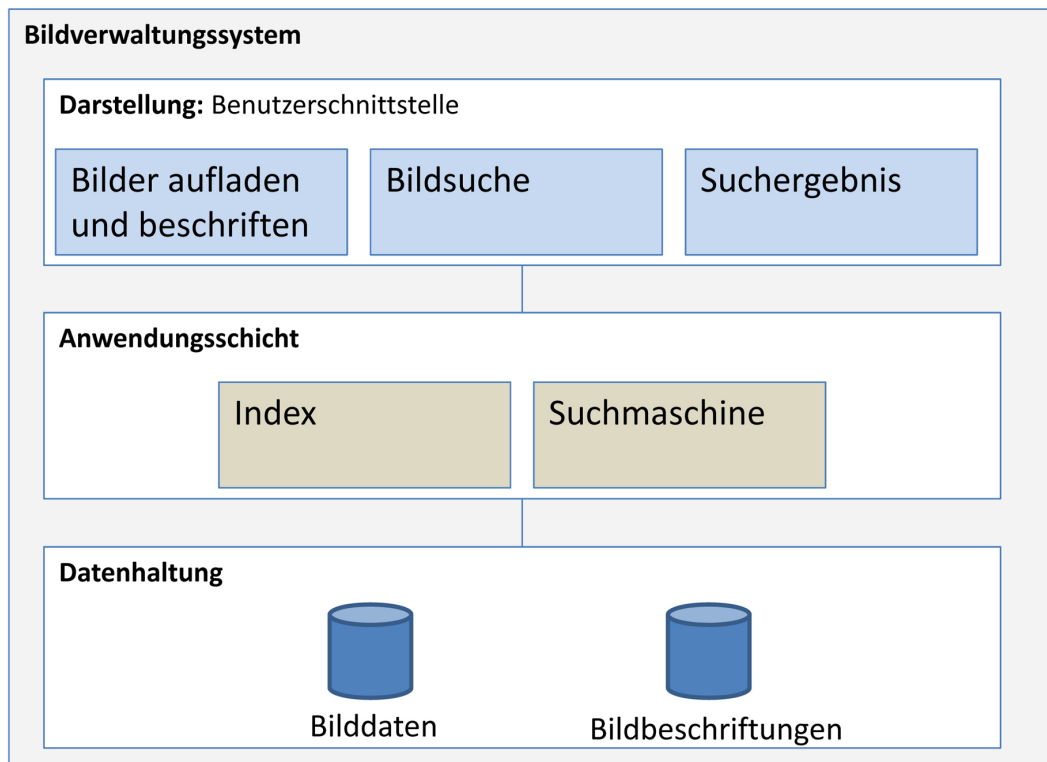 Bildverwaltungssystem
Darstellung: Benutzerschnittstelle
Bilder aufladen
und beschriften
Bildsuche
Suchergebnis
Anwendungsschicht
Index
Suchmaschine
Datenhaltung
Bilddaten
Bildbeschriftungen